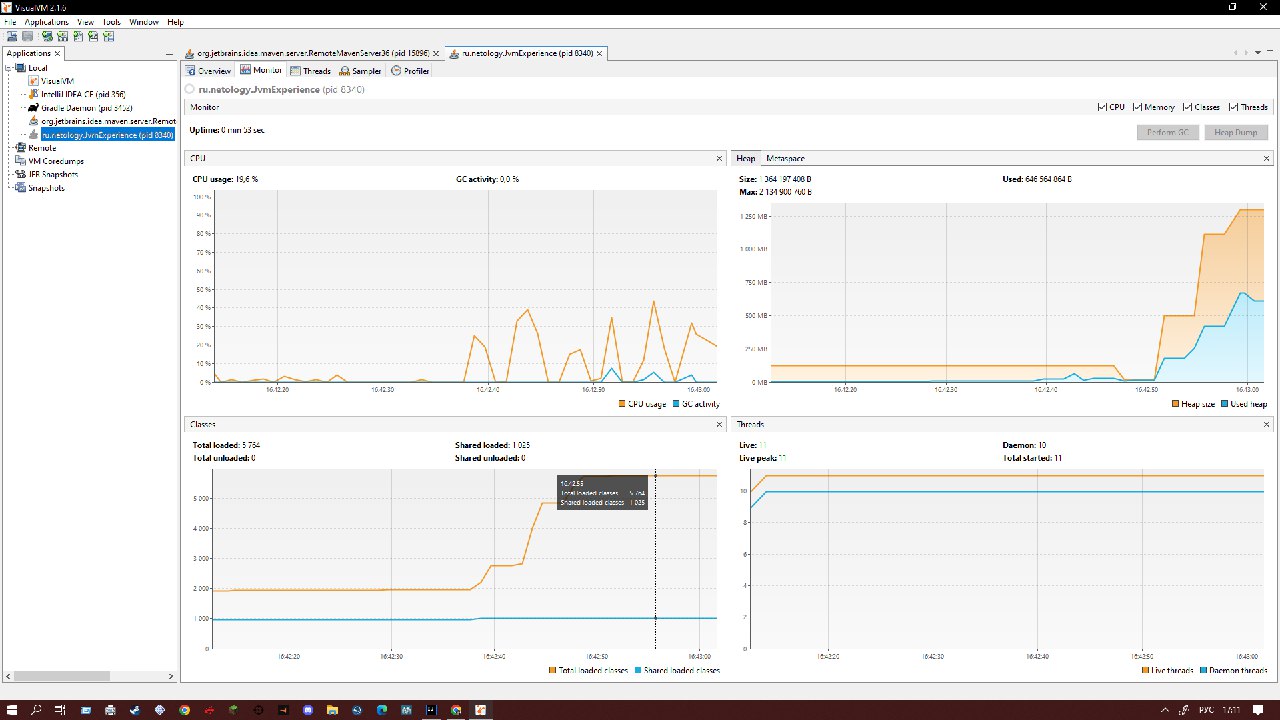 VisualVM 2.1.6
File Applications View Tools Window Help
Applications
Local
VisualVM
IntelliJ IDEA CE (pid 356)
Gradle Daemon (pid 5452)
org.jetbrains.idea.maven.server.Remot
ru.netology.JvmExperience (pid 8340)
Remote
VM Coredumps
JFR Snapshots
Snapshots
org.jetbrains.idea.maven.server.RemoteMavenServer36 (pid 15896)
ru.netology.JvmExperience (pid 8340)
Overview Monitor Threads Sampler Profiler
ru.netology.JvmExperience (pid 8340)
Monitor CPU Memory Classes Threads
Uptime: 0 min 53 sec
Perform GC Heap Dump
CPU
CPU usage: 19,6 % GC activity: 0,0 %
100 %
90 %
80 %
70 %
60 %
50 %
40 %
30 %
20 %
10 %
0 %
16:42:20 16:42:30 16:42:40 16:42:50 16:43:00
CPU usage GC activity
Heap Metaspace
Size: 1 364 197 408 B Used: 646 564 864 B
Max: 2 134 900 760 B
1 250 MB
1 000 MB
750 MB
500 MB
250 MB
0 MB
16:42:20 16:42:30 16:42:40 16:42:50 16:43:00
Heap size Used heap
Classes
Total loaded: 5 764 Shared loaded: 1 025
Total unloaded: 0 Shared unloaded: 0
5 000
4 000
3 000
2 000
1 000
0
16:42:55
Total loaded classes 5 764
Shared loaded classes 1 025
16:42:20 16:42:30 16:42:40 16:42:50 16:43:00
Total loaded classes Shared loaded classes
Threads
Live: 11 Daemon: 10
Live peak: 11 Total started: 11
10
8
6
4
2
0
16:42:20 16:42:30 16:42:40 16:42:50 16:43:00
Live threads Daemon threads
РУС 17:11